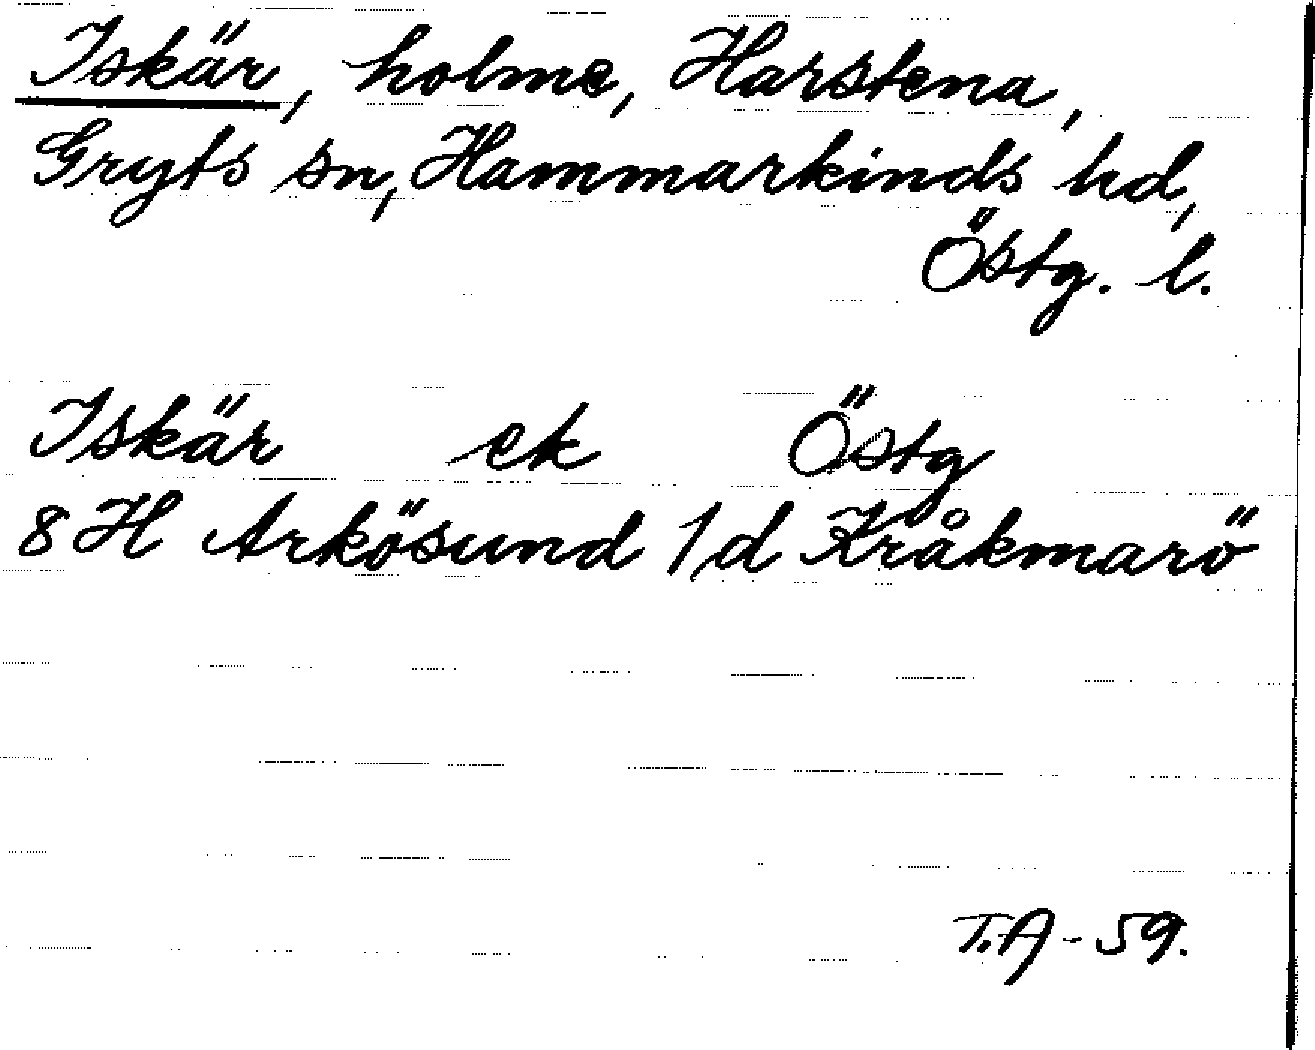 Iskär, holme, Harstena,
Gryts sn, Hammarkinds hd,
Östg. l.
Iskär ek Östg
8 H Arkösund 1 d Kråkmarö
T.A - 59.